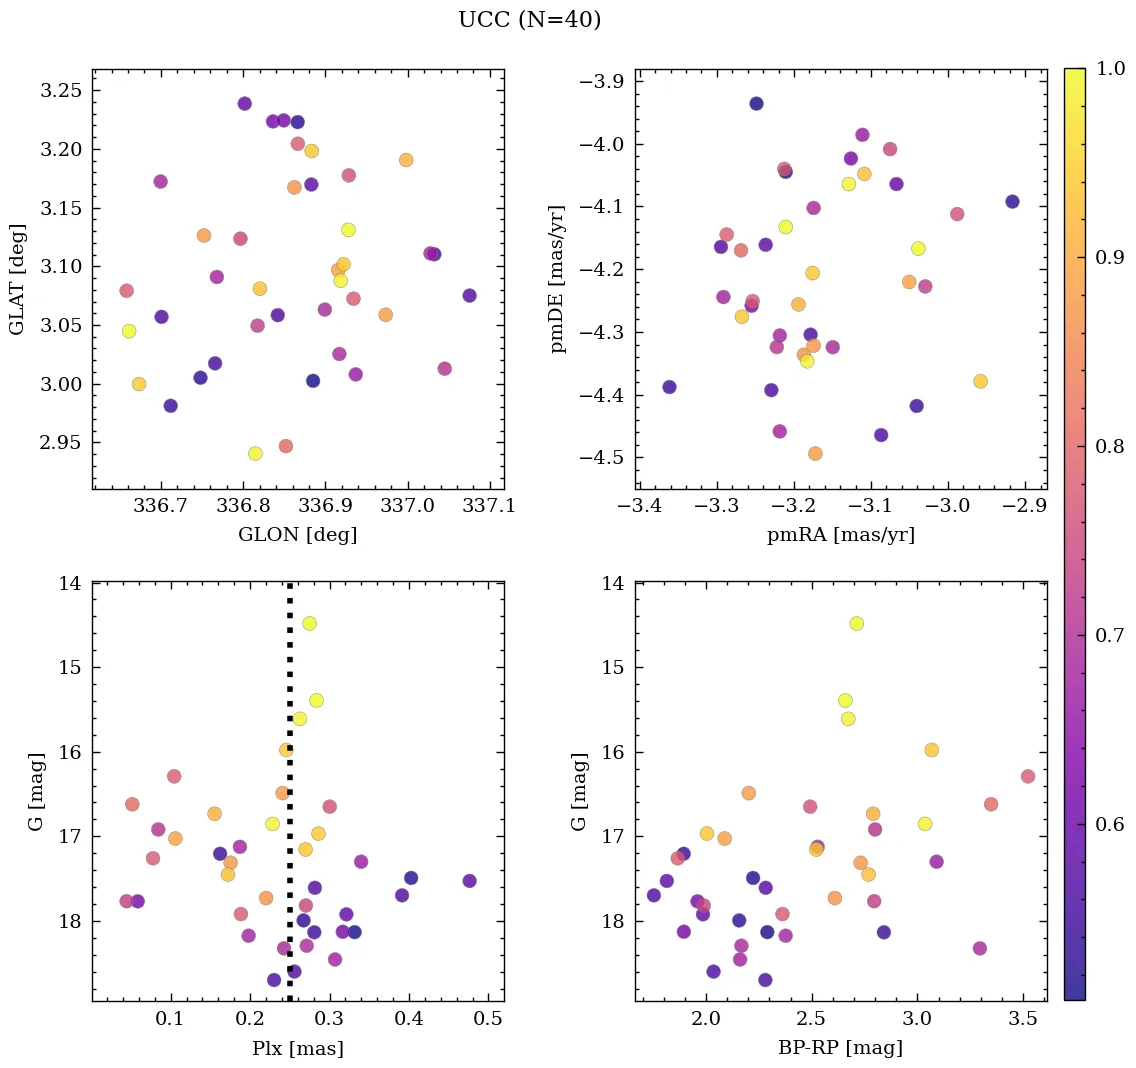 UCC (N=40)
3.25
3.20
3.15
3.10
3.05
3.00
2.95
GLAT [deg]
336.7 336.8 336.9 337.0 337.1
GLON [deg]
−3.9
−4.0
−4.1
−4.2
−4.3
−4.4
−4.5
pmDE [mas/yr]
−3.4 −3.3 −3.2 −3.1 −3.0 −2.9
pmRA [mas/yr]
14
15
16
17
18
G [mag]
0.1 0.2 0.3 0.4 0.5
Plx [mas]
14
15
16
17
18
G [mag]
2.0 2.5 3.0 3.5
BP-RP [mag]
1.0
0.9
0.8
0.7
0.6